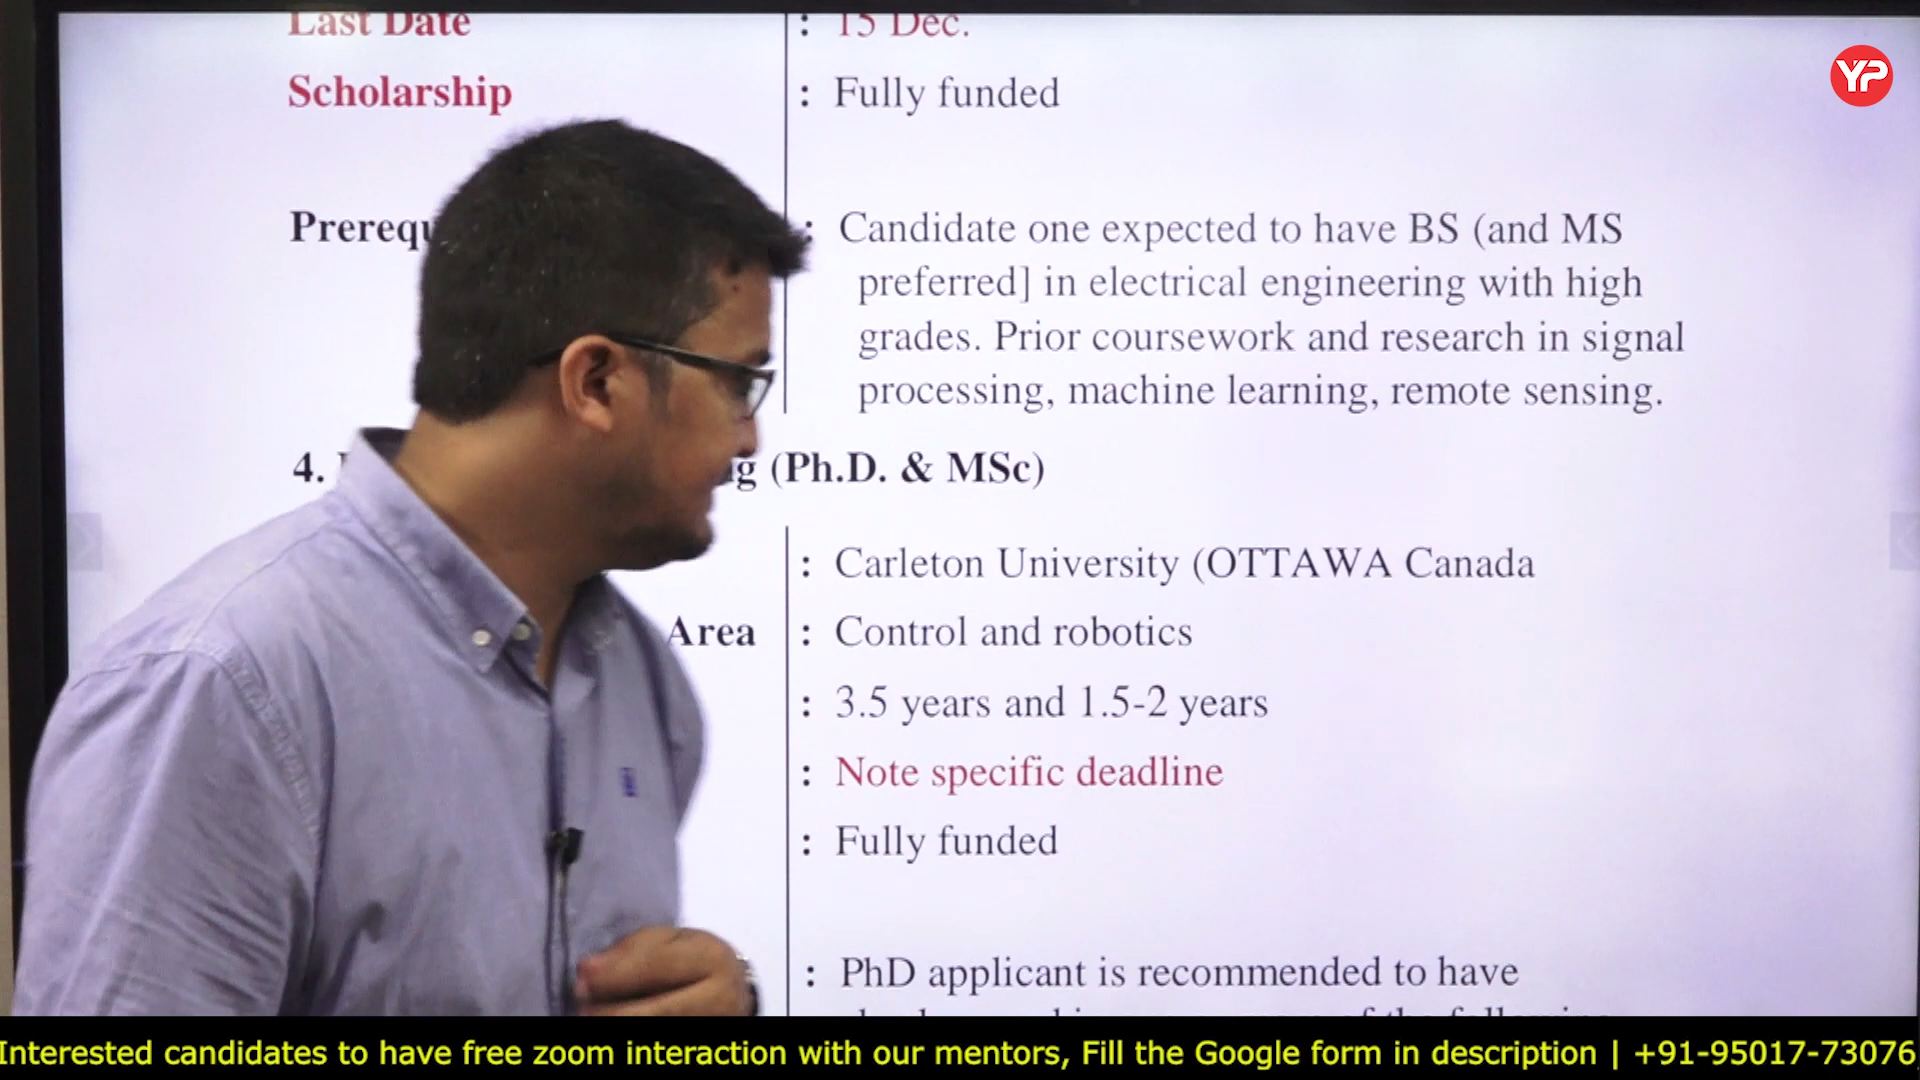 Last Date : 15 Dec.
YP
Scholarship : Fully funded
: Candidate one expected to have BS (and MS
preferred] in electrical engineering with high
grades. Prior coursework and research in signal
processing, machine learning, remote sensing.
4. (Ph.D. & MSc)
: Carleton University (OTTAWA Canada
Area : Control and robotics
: 3.5 years and 1.5-2 years
: Note specific deadline
: Fully funded
: PhD applicant is recommended to have
Interested candidates to have free zoom interaction with our mentors, Fill the Google form in description | +91-95017-73076